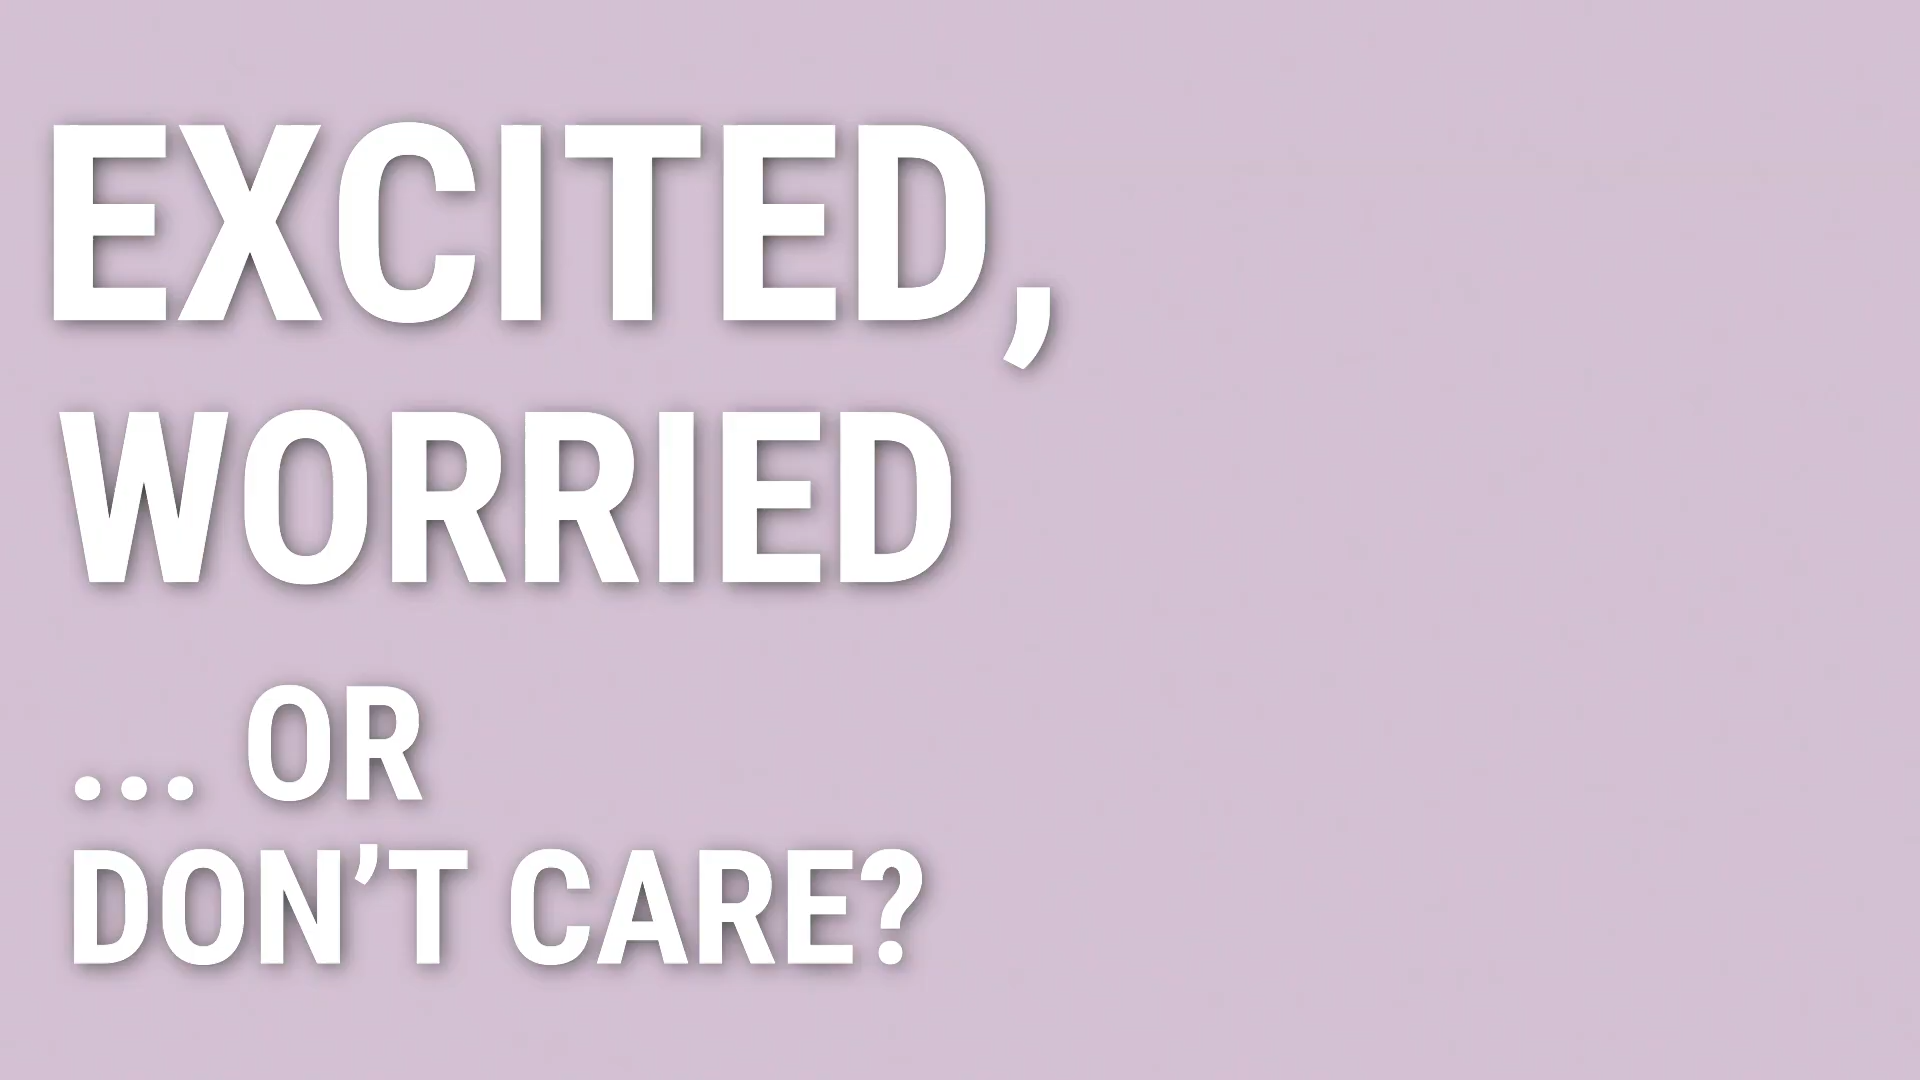 EXCITED,
WORRIED
... OR
DON’T CARE?